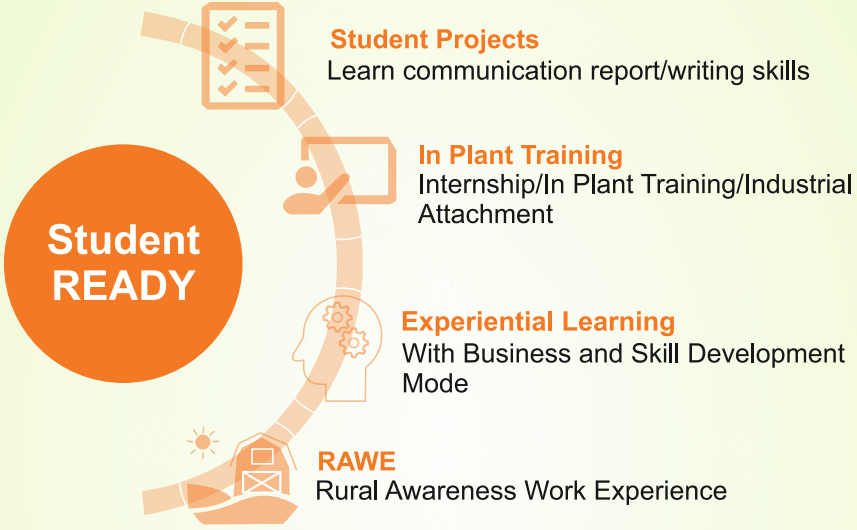 Student Projects
Learn communication report/writing skills
In Plant Training
Internship/In Plant Training/Industrial
Attachment
Student
READY
Experiential Learning
With Business and Skill Development
Mode
RAWE
Rural Awareness Work Experience